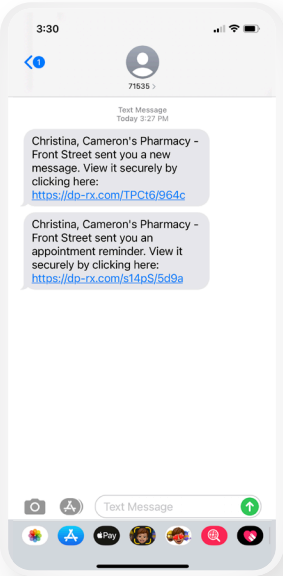 3:30
1
71535 >
Text Message
Today 3:27 PM
Christina, Cameron's Pharmacy -
Front Street sent you a new
message. View it securely by
clicking here:
https://dp-rx.com/TPCt6/964c
Christina, Cameron's Pharmacy -
Front Street sent you an
appointment reminder. View it
securely by clicking here:
https://dp-rx.com/s14pS/5d9a
Text Message
Pay